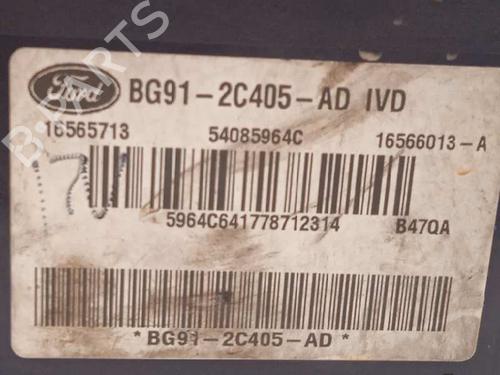 Ford
BG91-2C405-AD IVD
16565713 54085964C 16566013-A
5964C641778712314 B47QA
*BG91-2C405-AD*
B-PARTS